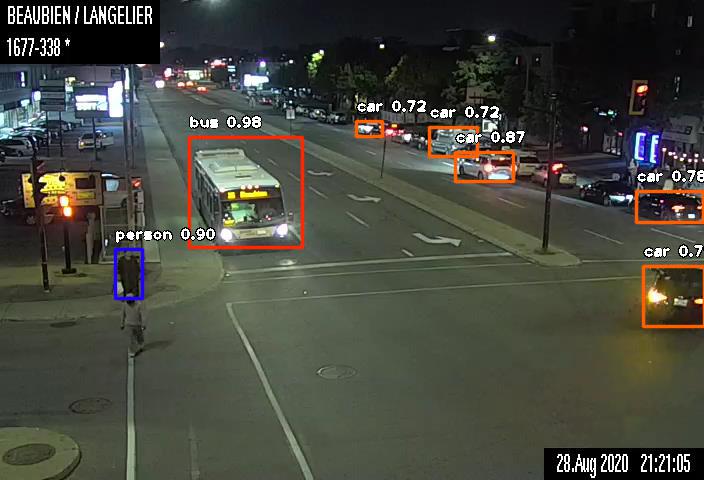 BEAUBIEN / LANGELIER
1677-338 *
car 0.72
car 0.72
bus 0.98
car 0.87
car 0.78
person 0.90
car 0.7
28.Aug 2020 21:21:05